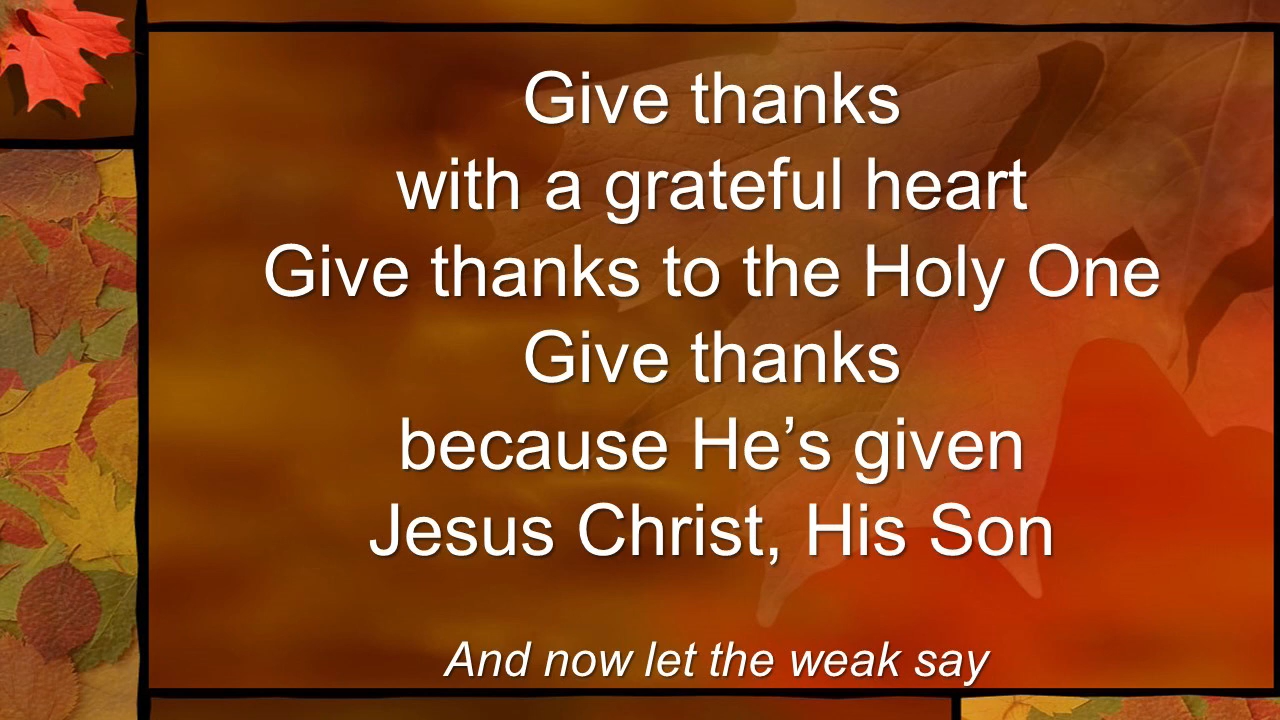 Give thanks
with a grateful heart
Give thanks to the Holy One
Give thanks
because He’s given
Jesus Christ, His Son
And now let the weak say